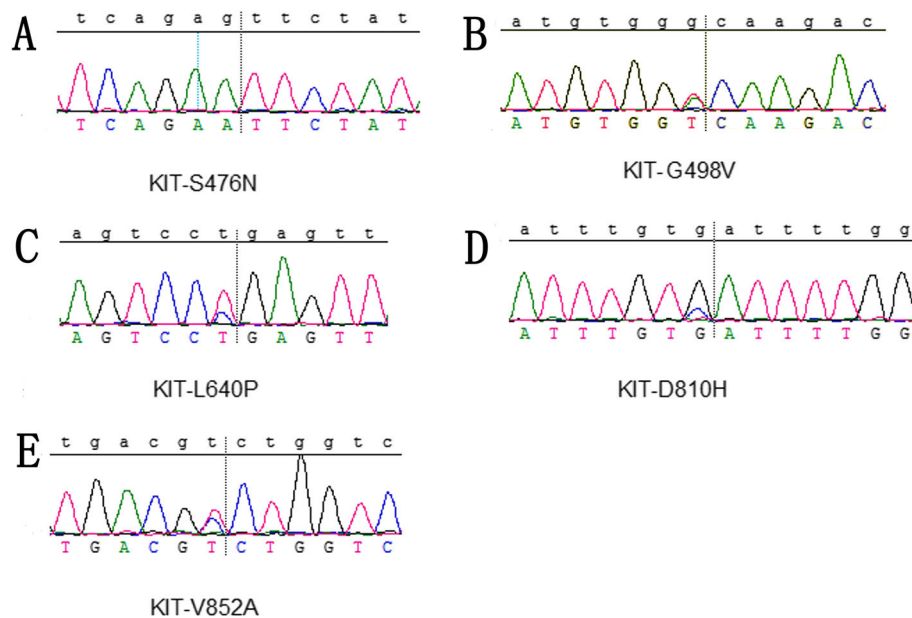 A
t c a g a g t t c t a t
T C A G A A T T C T A T
KIT-S476N
B
a t g t g g g c a a g a c
A T G T G G T C A A G A C
KIT-G498V
C
a g t c c t g a g t t
A G T C C T G A G T T
KIT-L640P
D
a t t t g t g a t t t t g g
A T T T G T G A T T T T G G
KIT-D810H
E
t g a c g t c t g g t c
T G A C G T C T G G T C
KIT-V852A